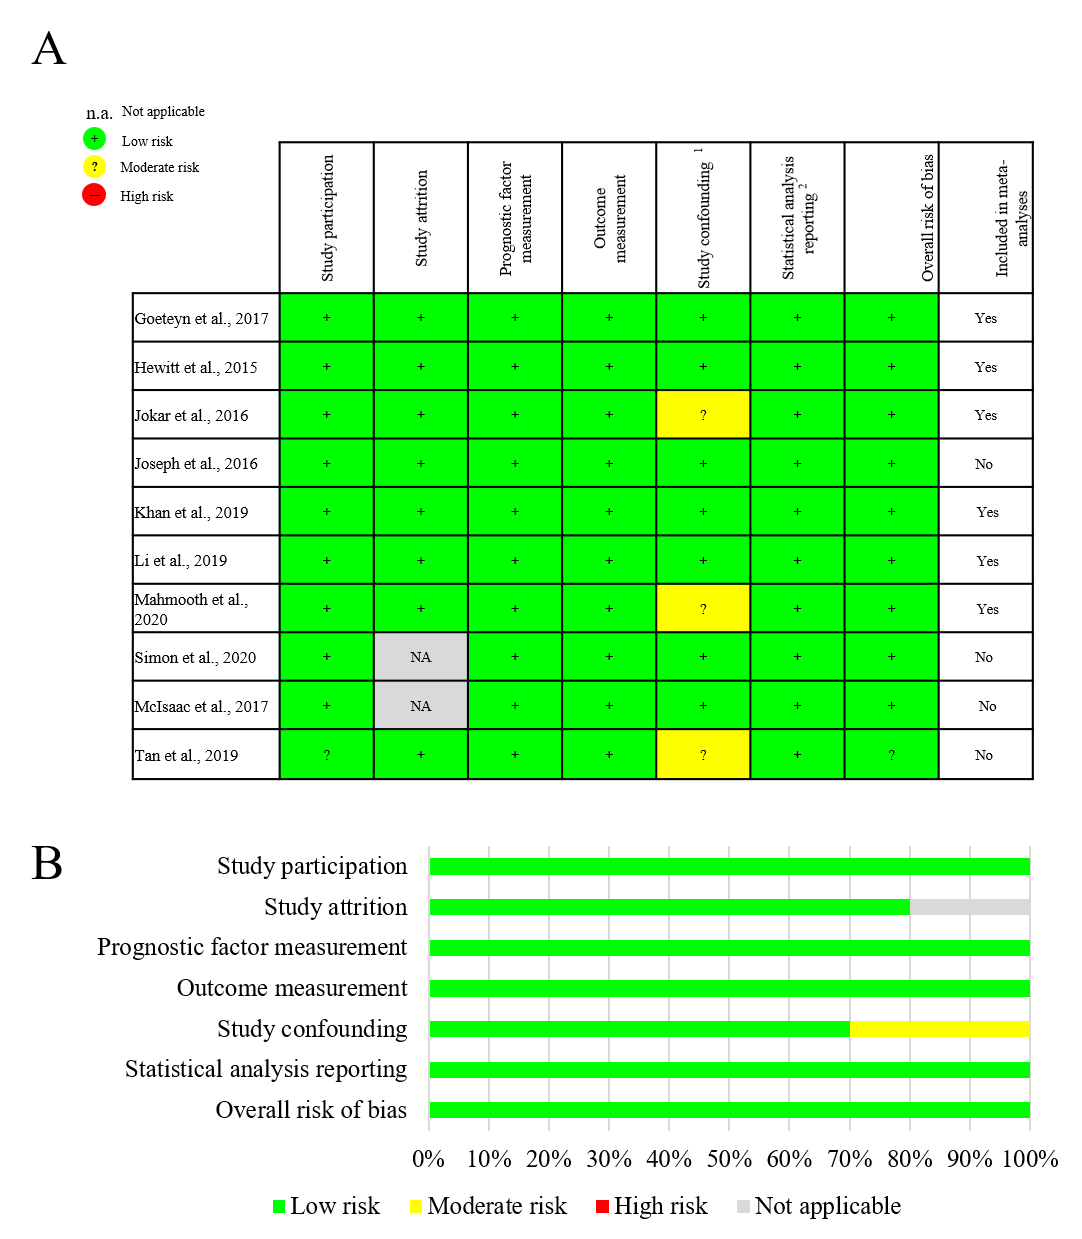 A
n.a. Not applicable
+ Low risk
? Moderate risk
— High risk
Study participation
Study attrition
Prognostic factor
measurement
Outcome
measurement
Study confounding 1
Statistical analysis
reporting 2
Overall risk of bias
Included in meta-
analyses
Goeteyn et al., 2017 + + + + + + + Yes
Hewitt et al., 2015 + + + + + + + Yes
Jokar et al., 2016 + + + + ? + + Yes
Joseph et al., 2016 + + + + + + + No
Khan et al., 2019 + + + + + + + Yes
Li et al., 2019 + + + + + + + Yes
Mahmooth et al.,
2020 + + + + ? + + Yes
Simon et al., 2020 + NA + + + + + No
McIsaac et al., 2017 + NA + + + + + No
Tan et al., 2019 ? + + + ? + ? No
B
Study participation
Study attrition
Prognostic factor measurement
Outcome measurement
Study confounding
Statistical analysis reporting
Overall risk of bias
0% 10% 20% 30% 40% 50% 60% 70% 80% 90% 100%
Low risk Moderate risk High risk Not applicable